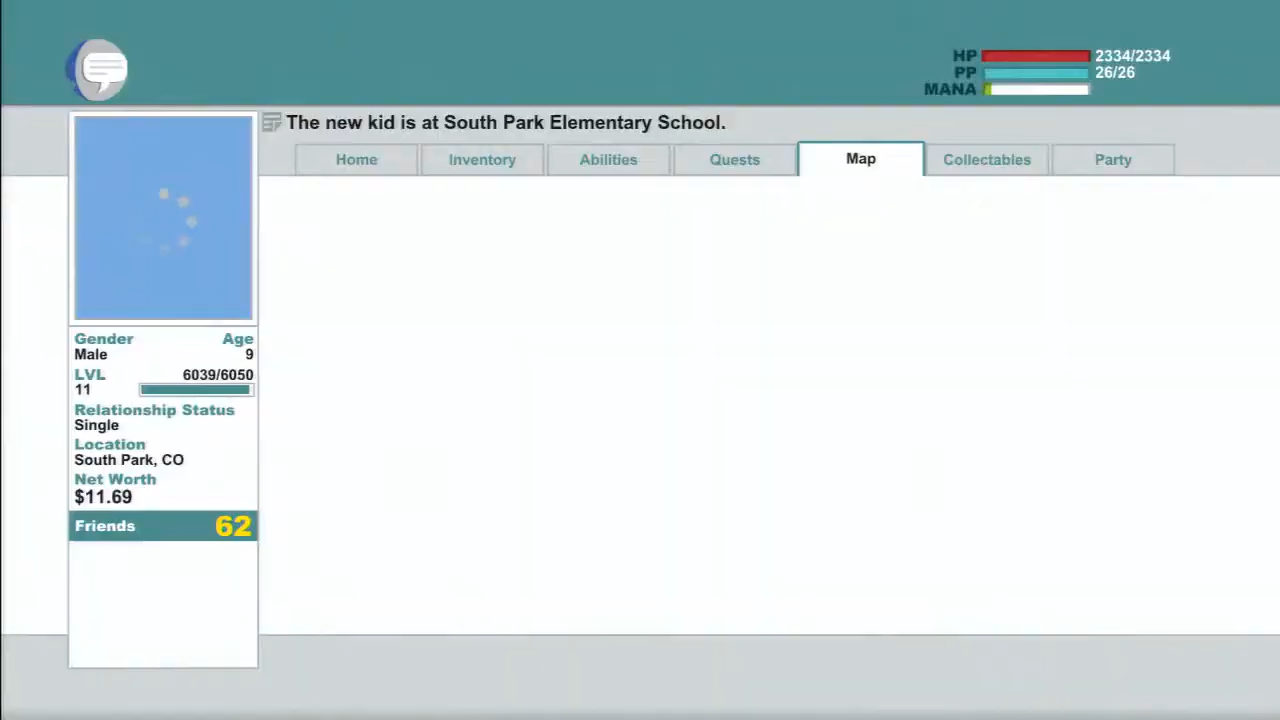 HP 2334/2334
PP 26/26
MANA
The new kid is at South Park Elementary School.
Home Inventory Abilities Quests Map Collectables Party
Gender Age
Male 9
LVL 6039/6050
11
Relationship Status
Single
Location
South Park, CO
Net Worth
$11.69
Friends 62